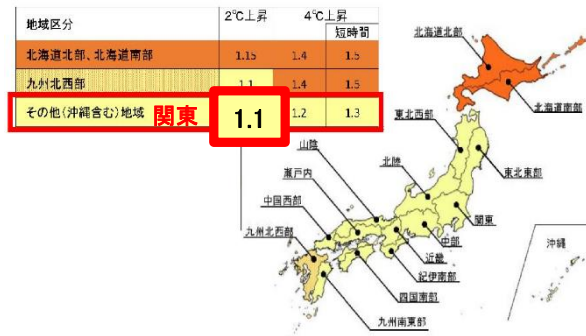 地域区分 2℃上昇 4℃上昇
短時間
北海道北部、北海道南部 1.15 1.4 1.5
九州北西部 1.1 1.4 1.5
その他(沖縄含む)地域 関東 1.1 1.2 1.3
北海道北部
北海道南部
東北西部
山陰
北陸
瀬戸内
東北東部
中国西部
九州北西部
関東
沖縄
中部
近畿
紀伊南部
四国南部
九州南東部